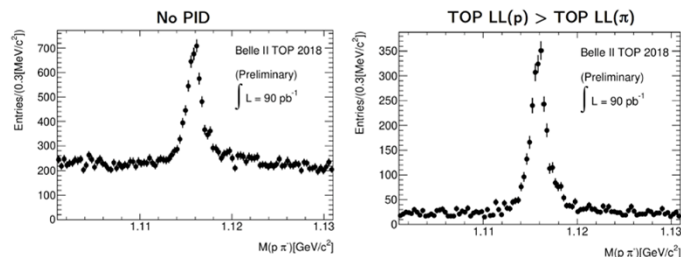 No PID
Entries/(0.3[MeV/c²]
700
600
500
400
300
200
100
0
Belle II TOP 2018
(Preliminary)
∫ L = 90 pb⁻¹
1.11
1.12
1.13
M(p π⁻)[GeV/c²]
TOP LL(p) > TOP LL(π)
Entries/(0.3[MeV/c²]
350
300
250
200
150
100
50
0
Belle II TOP 2018
(Preliminary)
∫ L = 90 pb⁻¹
1.11
1.12
1.13
M(p π⁻)[GeV/c²]